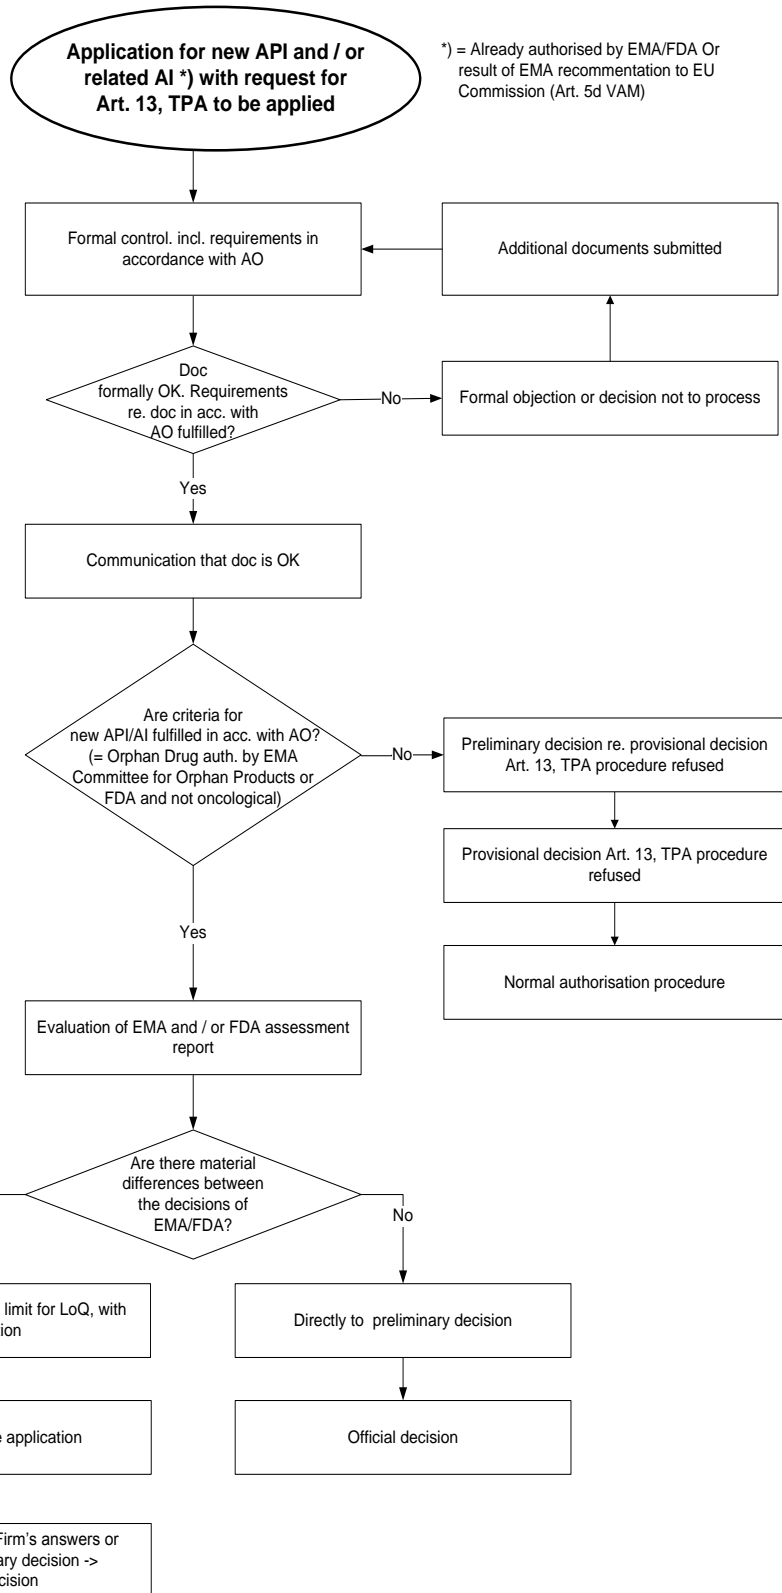 Application for new API and / or
related AI *) with request for
Art. 13, TPA to be applied
*) = Already authorised by EMA/FDA Or
result of EMA recommentation to EU
Commission (Art. 5d VAM)
Formal control. incl. requirements in
accordance with AO
Additional documents submitted
Doc
formally OK. Requirements
re. doc in acc. with
AO fulfilled?
No
Formal objection or decision not to process
Yes
Communication that doc is OK
Are criteria for
new API/AI fulfilled in acc. with AO?
(= Orphan Drug auth. by EMA
Committee for Orphan Products or
FDA and not oncological)
No
Preliminary decision re. provisional decision
Art. 13, TPA procedure refused
Provisional decision Art. 13, TPA procedure
refused
Normal authorisation procedure
Yes
Evaluation of EMA and / or FDA assessment
report
Are there material
differences between
the decisions of
EMA/FDA?
No
limit for LoQ, with
Directly to preliminary decision
application
Official decision
Firm's answers or
decision ->